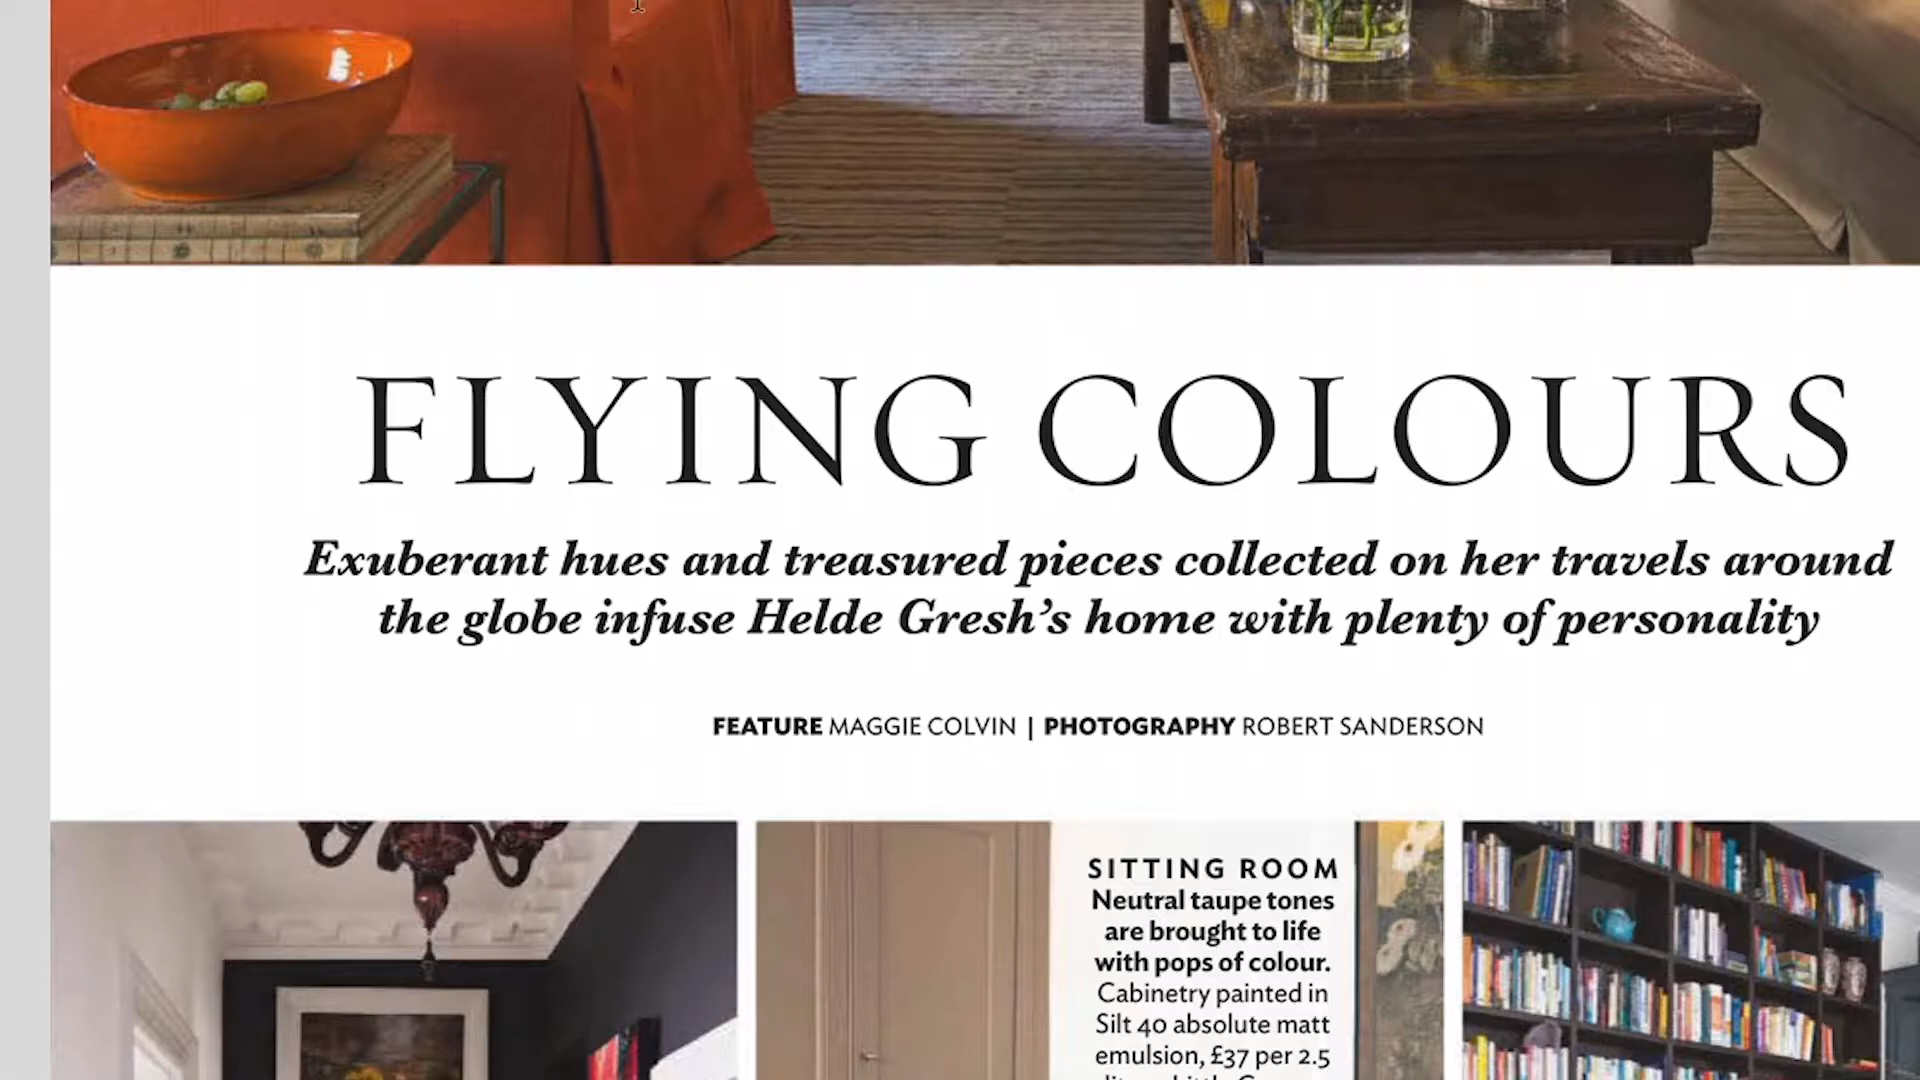 FLYING COLOURS
Exuberant hues and treasured pieces collected on her travels around
the globe infuse Helde Gresh’s home with plenty of personality
FEATURE MAGGIE COLVIN | PHOTOGRAPHY ROBERT SANDERSON
SITTING ROOM
Neutral taupe tones
are brought to life
with pops of colour.
Cabinetry painted in
Silt 40 absolute matt
emulsion, £37 per 2.5